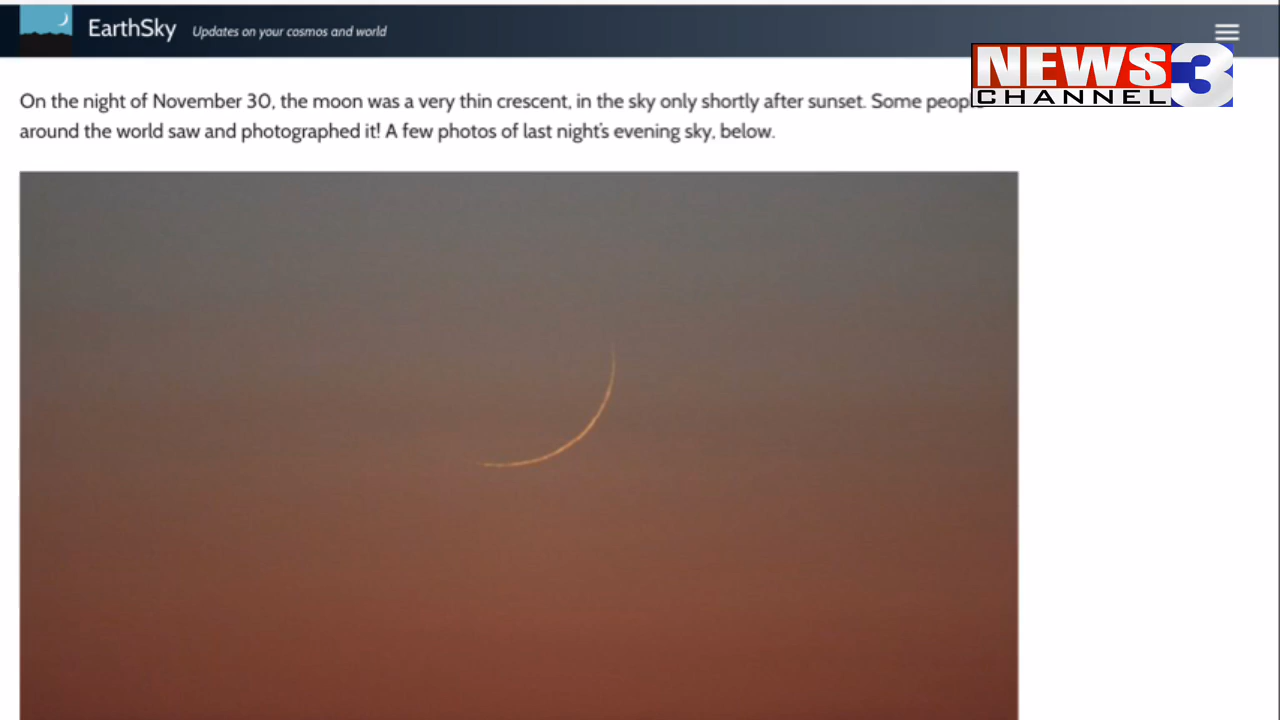 EarthSky Updates on your cosmos and world
NEWS 3
CHANNEL
On the night of November 30, the moon was a very thin crescent, in the sky only shortly after sunset. Some people
around the world saw and photographed it! A few photos of last night's evening sky, below.